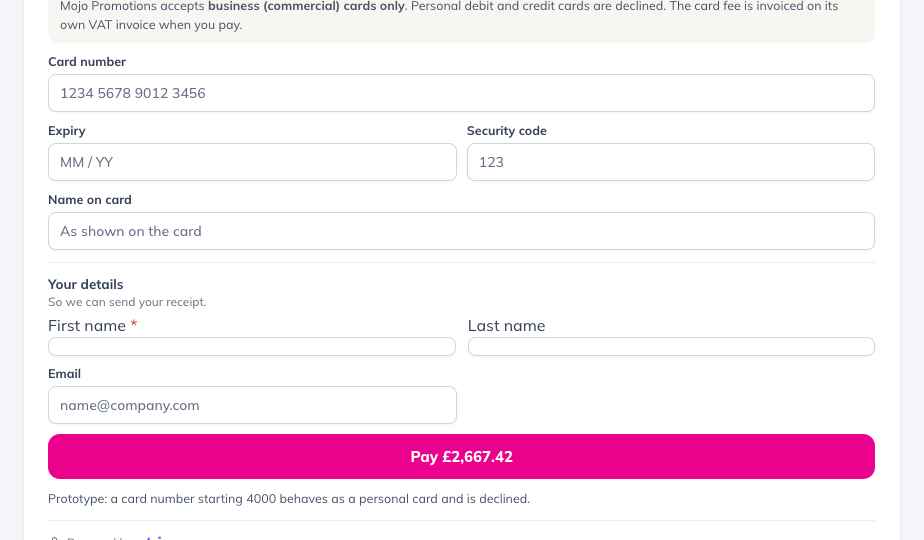 Mojo Promotions accepts business (commercial) cards only. Personal debit and credit cards are declined. The card fee is invoiced on its
own VAT invoice when you pay.
Card number
1234 5678 9012 3456
Expiry Security code
MM / YY 123
Name on card
As shown on the card
Your details
So we can send your receipt.
First name * Last name
Email
name@company.com
Pay £2,667.42
Prototype: a card number starting 4000 behaves as a personal card and is declined.